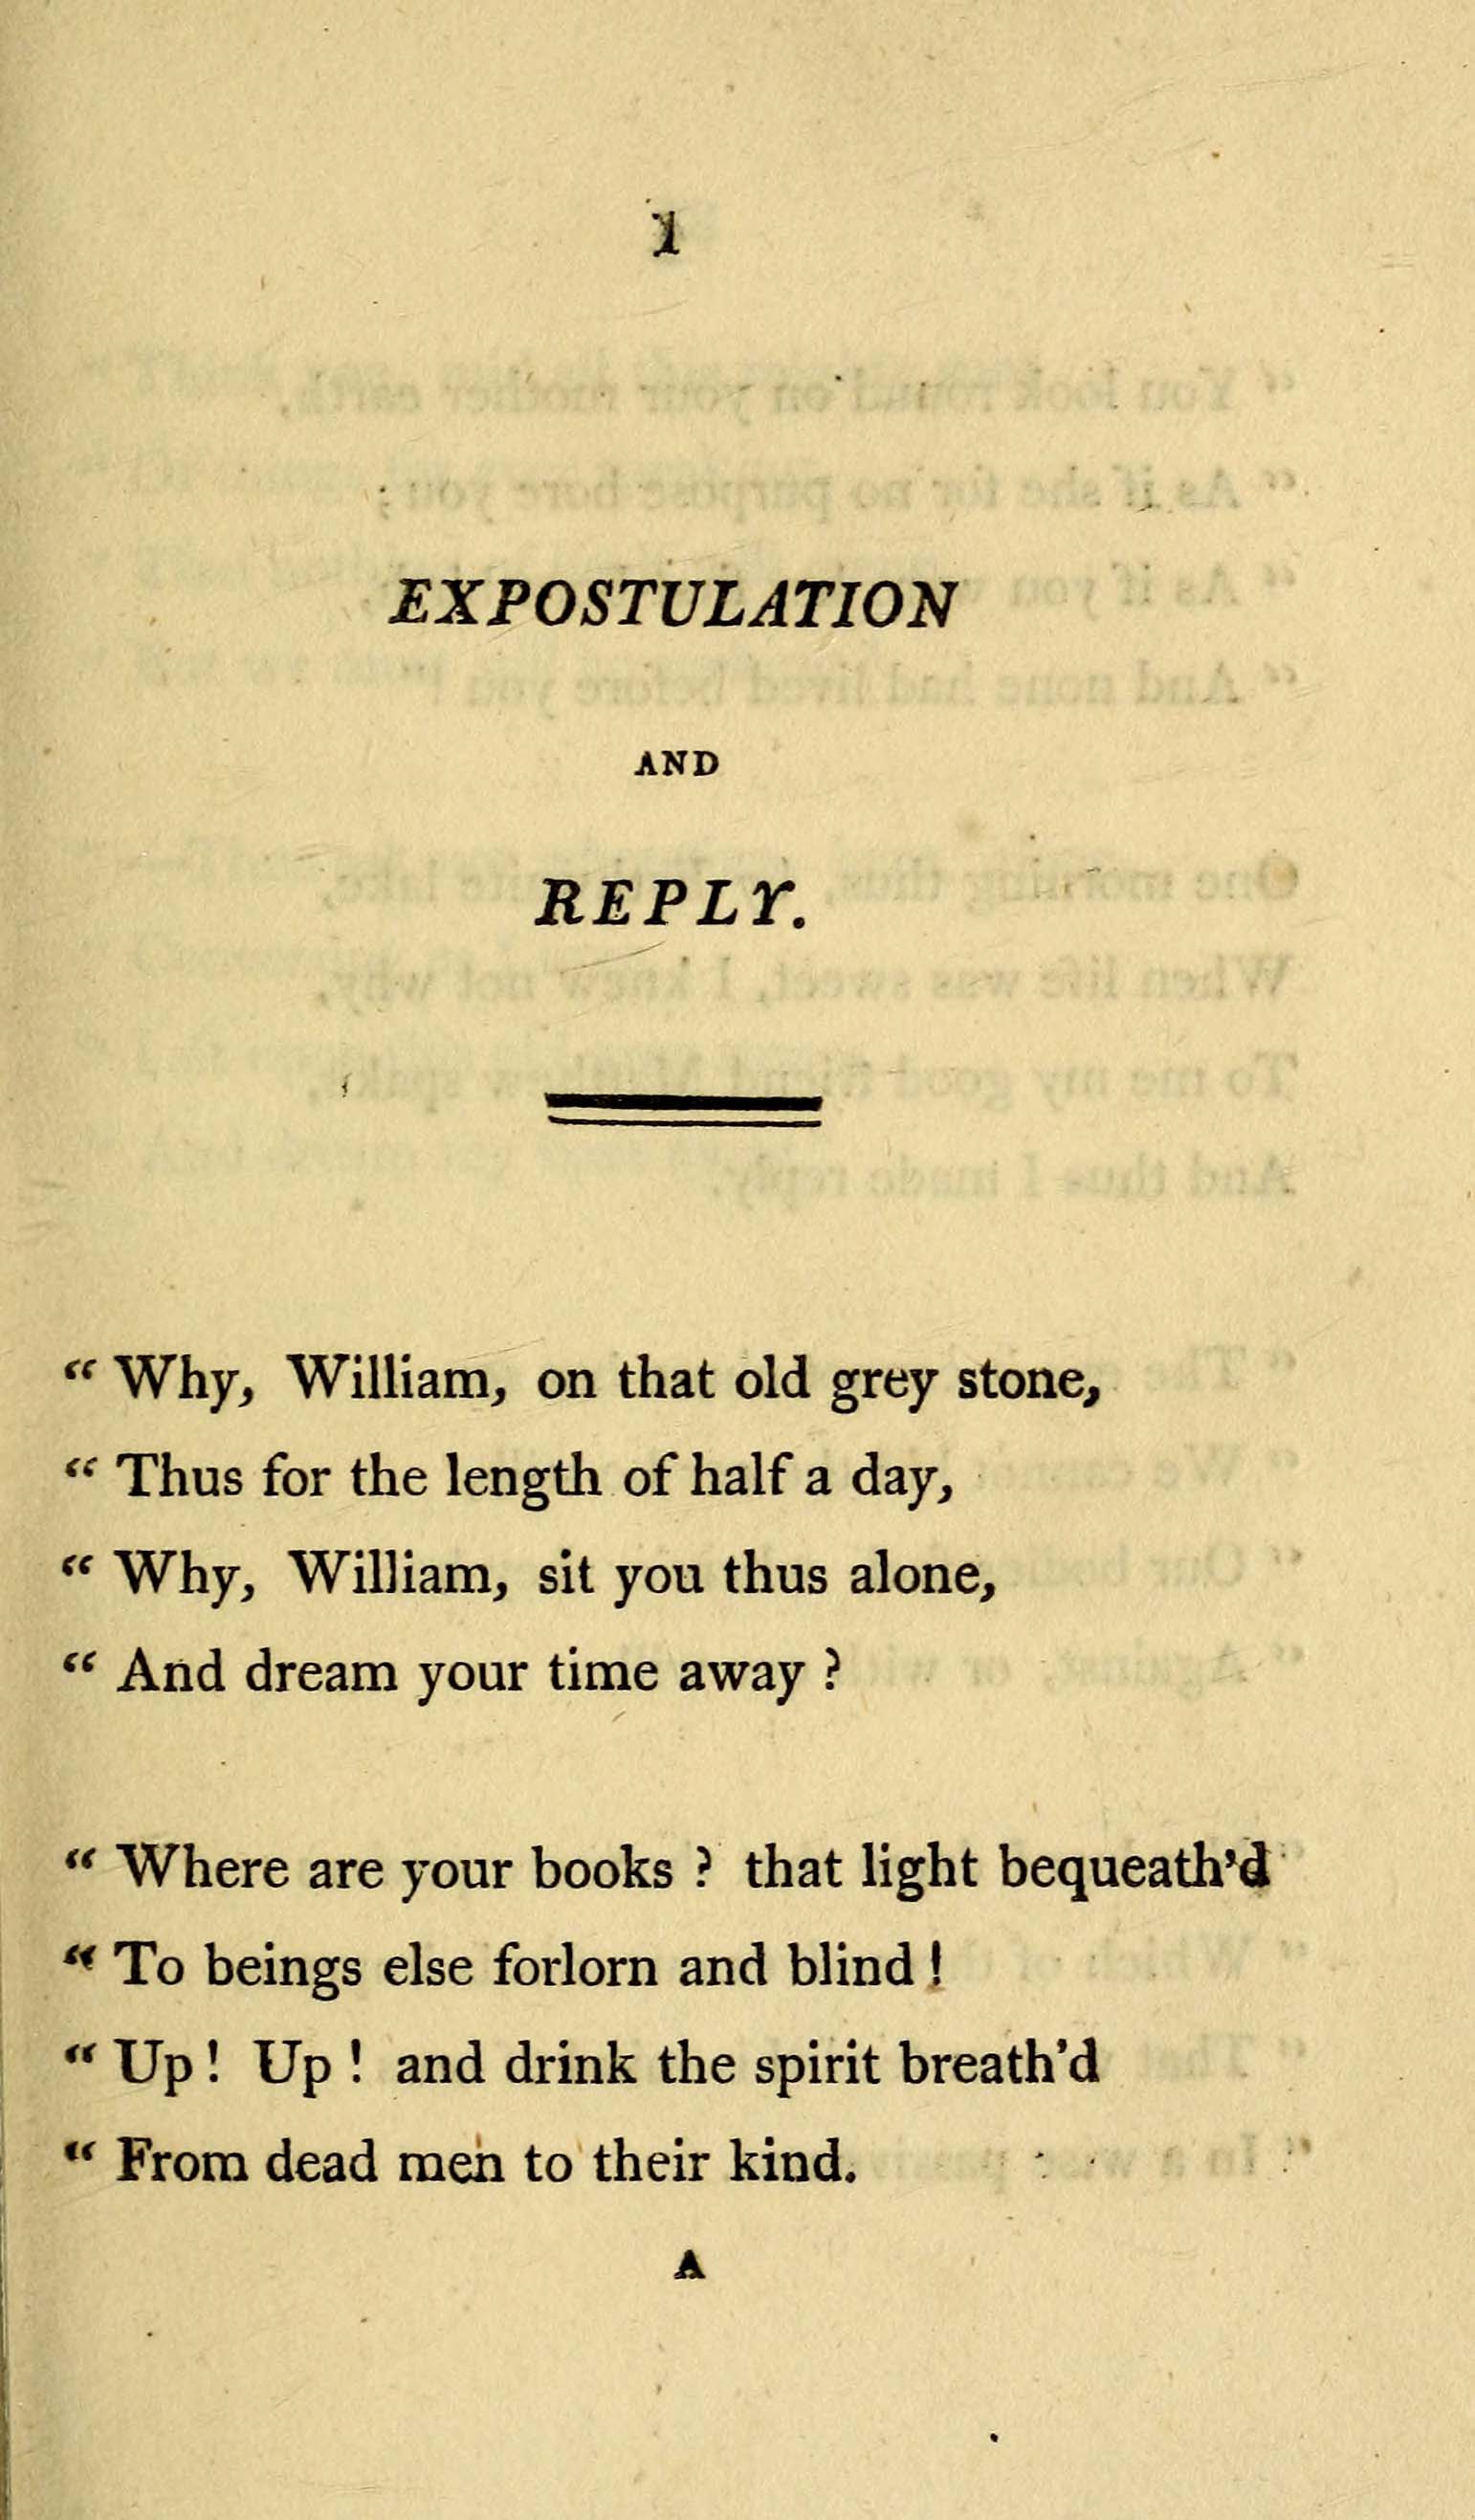 1
EXPOSTULATION
AND
REPLY.
“ Why, William, on that old grey stone,
“ Thus for the length of half a day,
“ Why, William, sit you thus alone,
“ And dream your time away ?
“ Where are your books ? that light bequeath’d
“ To beings else forlorn and blind !
“ Up ! Up ! and drink the spirit breath’d
“ From dead men to their kind.
A